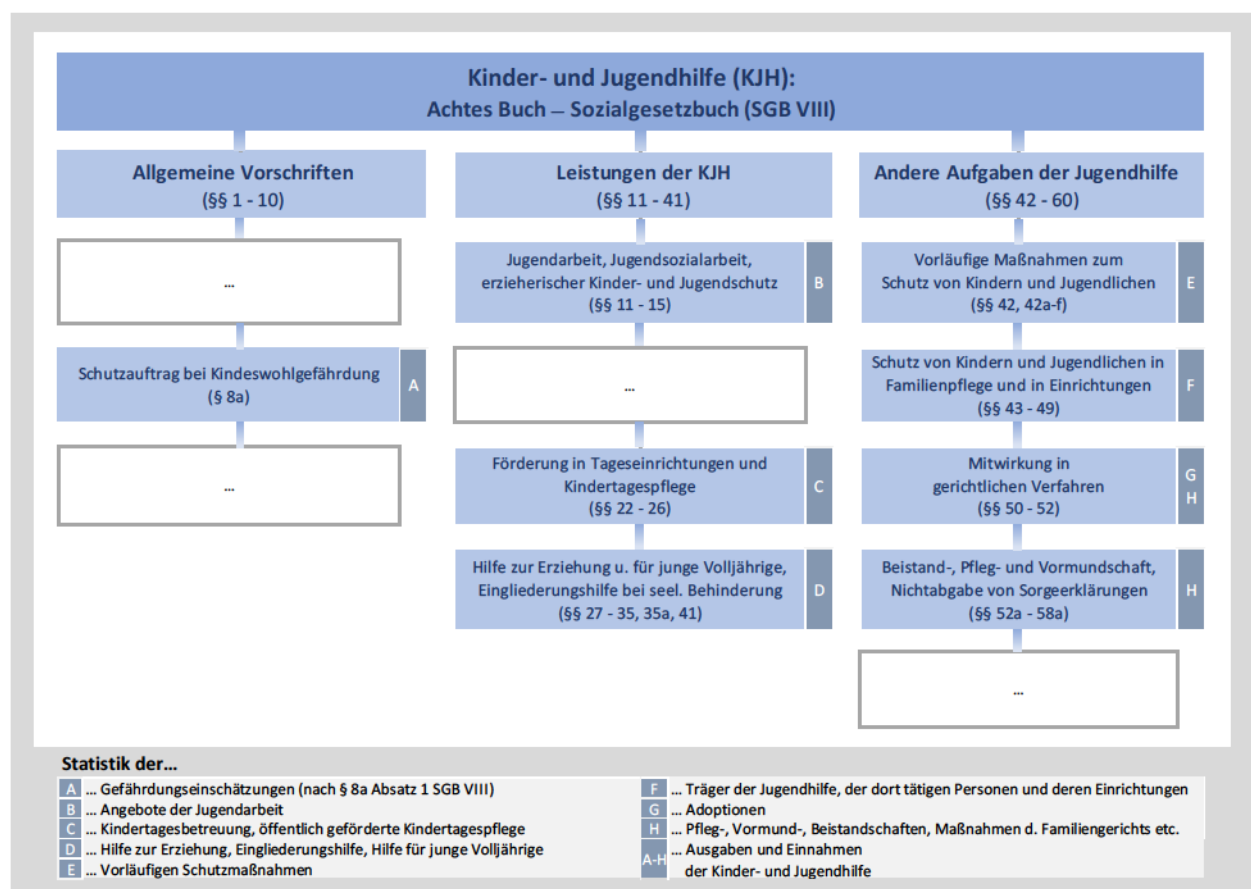 Kinder- und Jugendhilfe (KJH):
Achtes Buch – Sozialgesetzbuch (SGB VIII)
Allgemeine Vorschriften
(§§ 1 - 10)
...
Schutzauftrag bei Kindeswohlgefährdung
(§ 8a)
A
...
Leistungen der KJH
(§§ 11 - 41)
Jugendarbeit, Jugendsozialarbeit,
erzieherischer Kinder- und Jugendschutz
(§§ 11 - 15)
B
...
Förderung in Tageseinrichtungen und
Kindertagespflege
(§§ 22 - 26)
C
Hilfe zur Erziehung u. für junge Volljährige,
Eingliederungshilfe bei seel. Behinderung
(§§ 27 - 35, 35a, 41)
D
Andere Aufgaben der Jugendhilfe
(§§ 42 - 60)
Vorläufige Maßnahmen zum
Schutz von Kindern und Jugendlichen
(§§ 42, 42a-f)
E
Schutz von Kindern und Jugendlichen in
Familienpflege und in Einrichtungen
(§§ 43 - 49)
F
Mitwirkung in
gerichtlichen Verfahren
(§§ 50 - 52)
G
H
Beistand-, Pfleg- und Vormundschaft,
Nichtabgabe von Sorgeerklärungen
(§§ 52a - 58a)
H
...
Statistik der...
A ... Gefährdungseinschätzungen (nach § 8a Absatz 1 SGB VIII)
B ... Angebote der Jugendarbeit
C ... Kindertagesbetreuung, öffentlich geförderte Kindertagespflege
D ... Hilfe zur Erziehung, Eingliederungshilfe, Hilfe für junge Volljährige
E ... Vorläufigen Schutzmaßnahmen
F ... Träger der Jugendhilfe, der dort tätigen Personen und deren Einrichtungen
G ... Adoptionen
H ... Pfleg-, Vormund-, Beistandschaften, Maßnahmen d. Familiengerichts etc.
A-H ... Ausgaben und Einnahmen
der Kinder- und Jugendhilfe